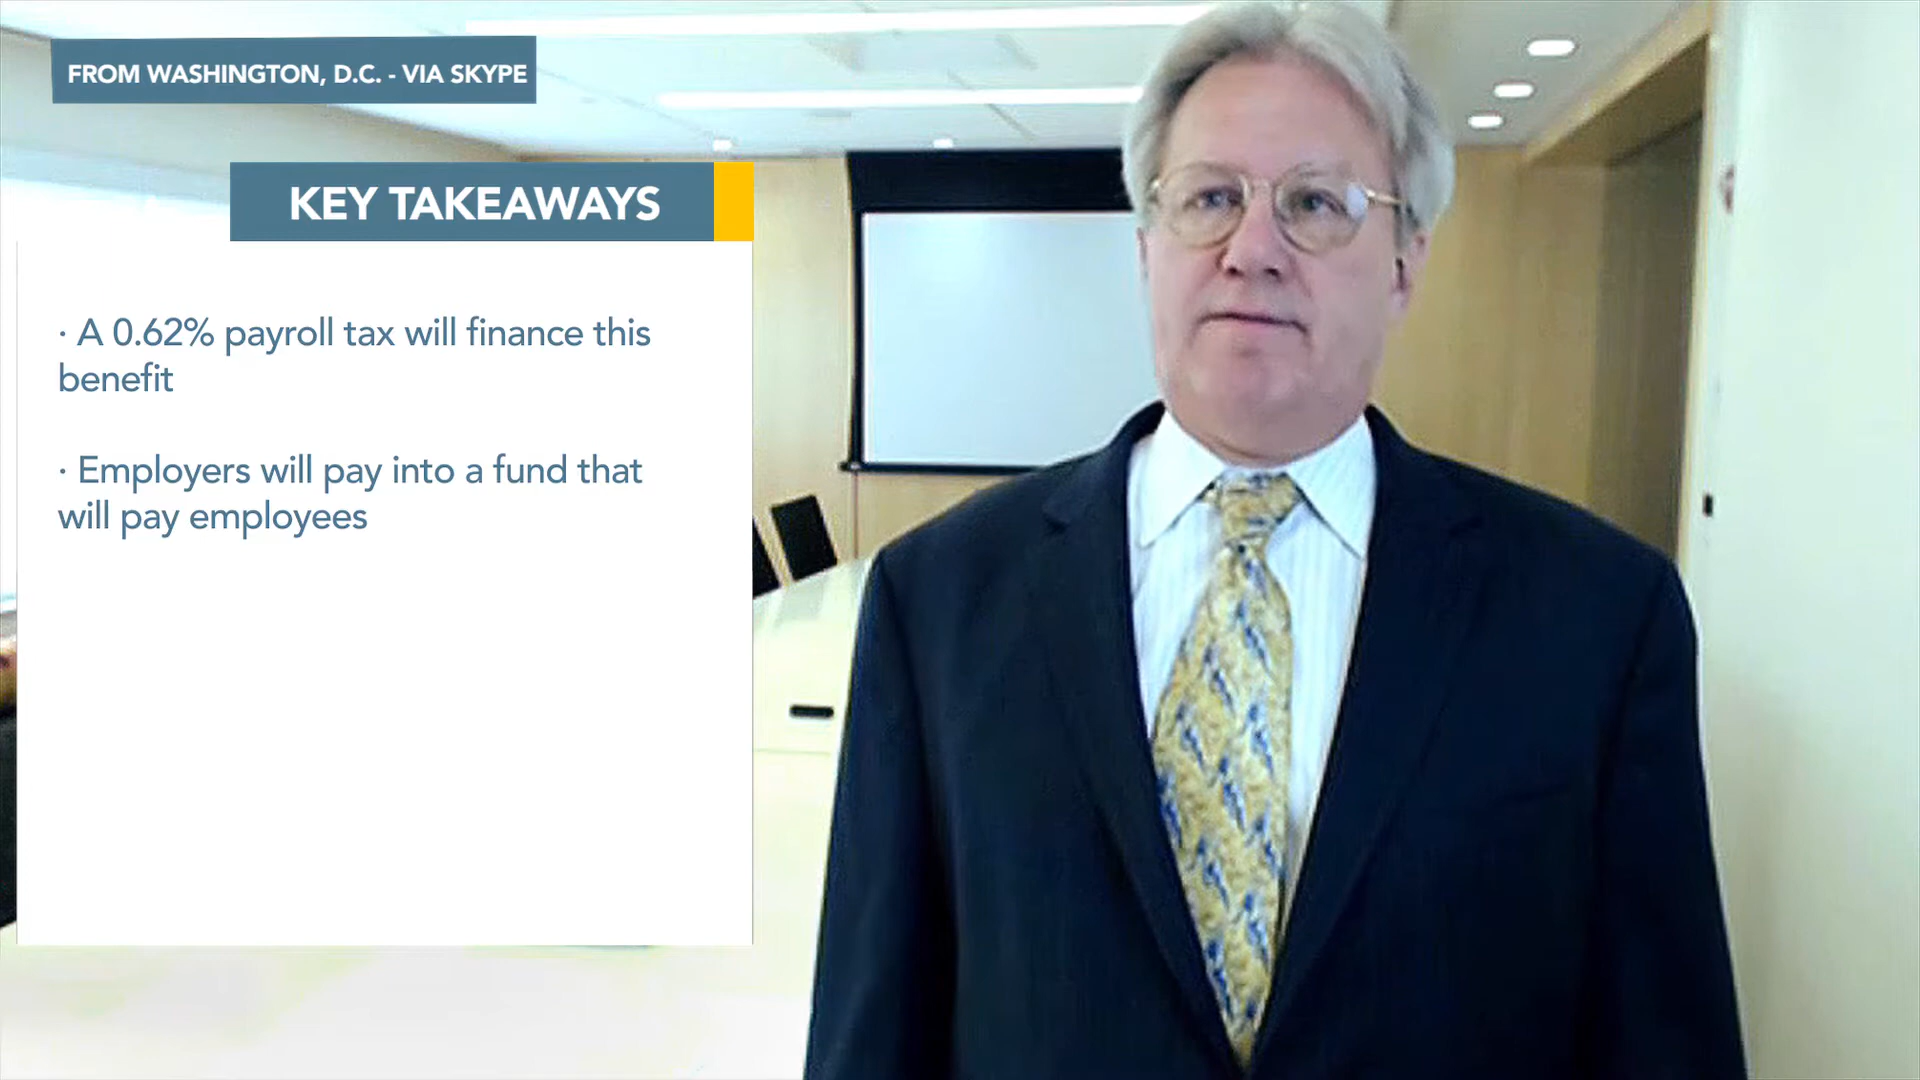 FROM WASHINGTON, D.C. - VIA SKYPE
KEY TAKEAWAYS
· A 0.62% payroll tax will finance this
benefit
· Employers will pay into a fund that
will pay employees